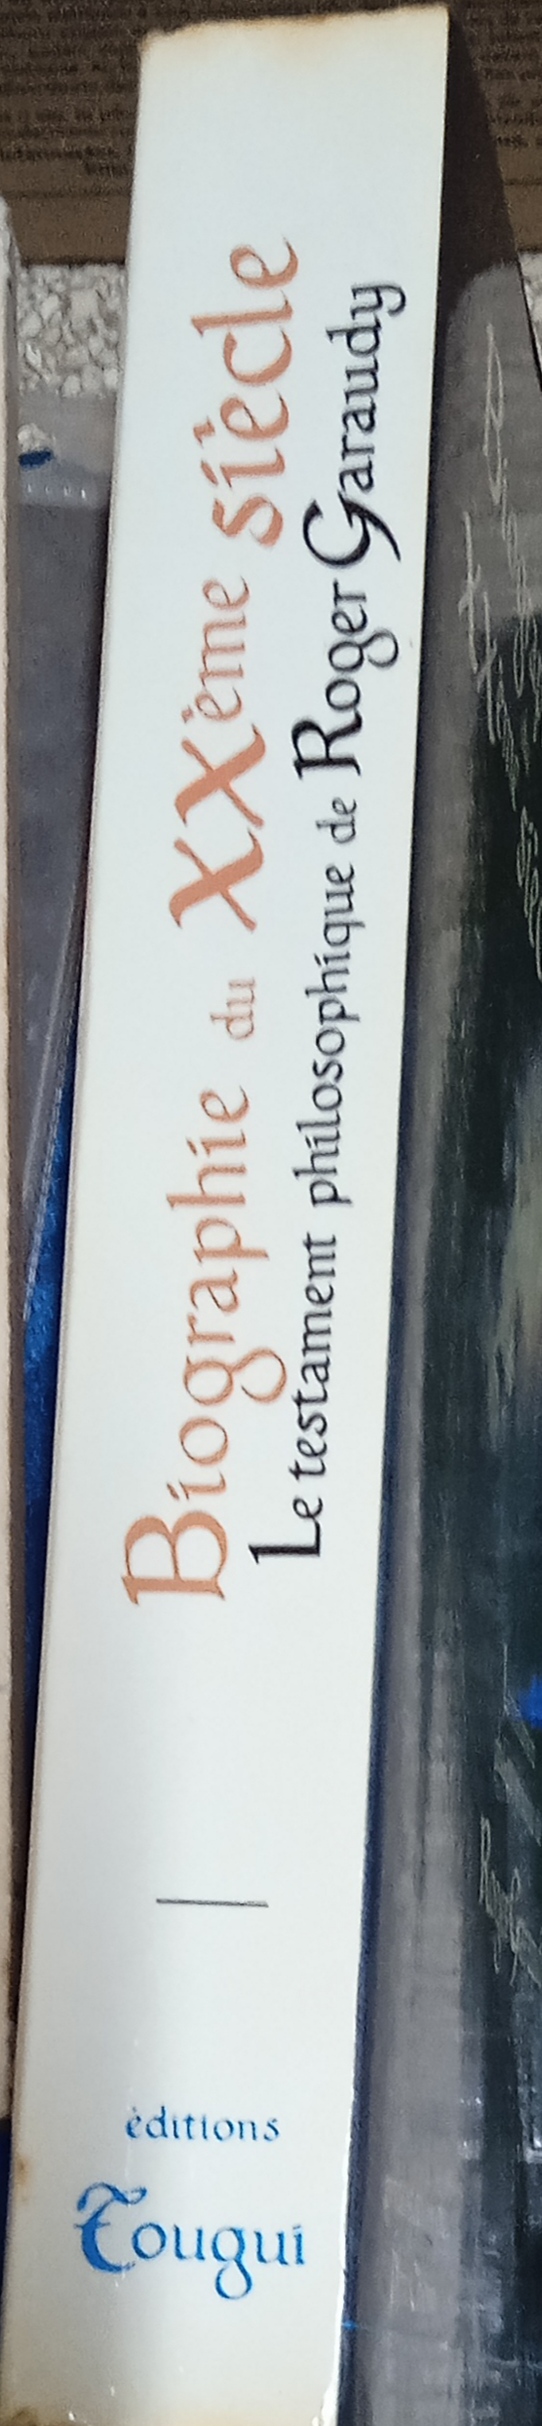 Biographie du XXème siècle
Le testament philosophique de Roger Garaudy
éditions
Tougui